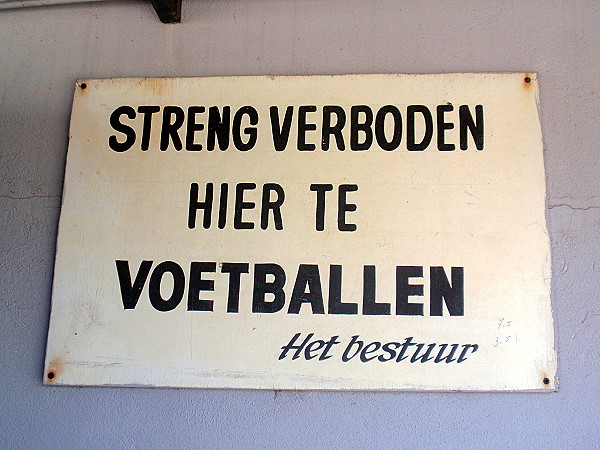 STRENG VERBODEN
HIER TE
VOETBALLEN
Het bestuur